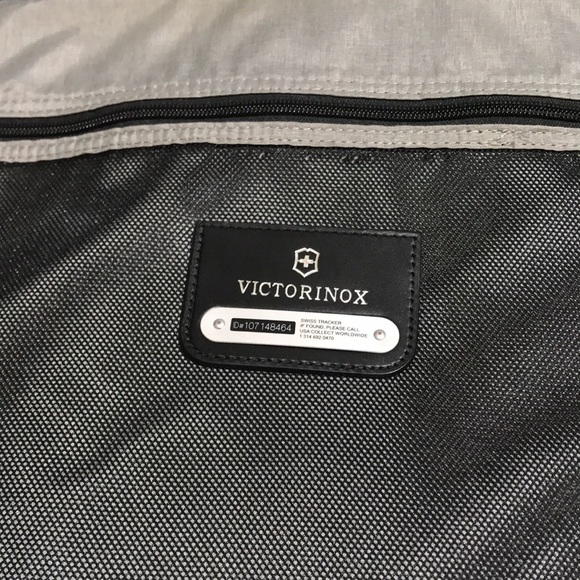 VICTORINOX
ID# 107148464
SWISS TRACKER
IF FOUND, PLEASE CALL
USA COLLECT WORLDWIDE
1 314 692 0470